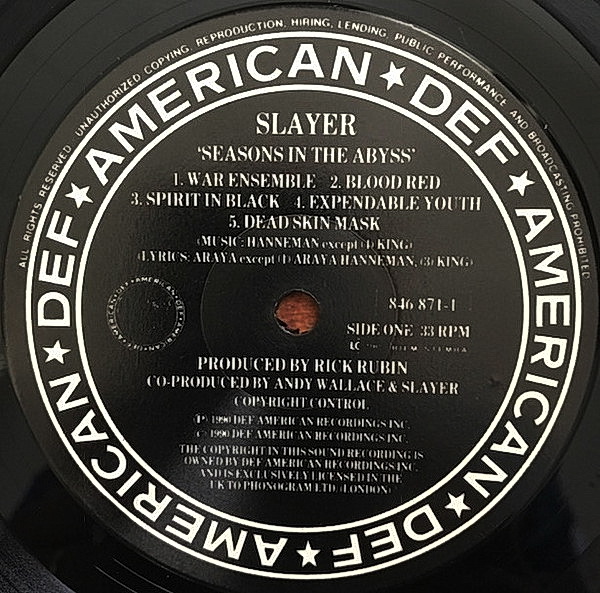 ALL RIGHTS RESERVED UNAUTHORIZED COPYING, REPRODUCTION, HIRING, LENDING, PUBLIC PERFORMANCE AND BROADCASTING PROHIBITED
DEF ★ AMERICAN ★ DEF ★ AMERICAN ★ DEF ★ AMERICAN ★ DEF ★ AMERICAN ★
SLAYER
'SEASONS IN THE ABYSS'
1. WAR ENSEMBLE 2. BLOOD RED
3. SPIRIT IN BLACK 4. EXPENDABLE YOUTH
5. DEAD SKIN MASK
(MUSIC: HANNEMAN except (4) KING)
(LYRICS: ARAYA except (1) ARAYA HANNEMAN, (3) KING)
846 871-1
SIDE ONE 33 RPM
STEMRA
PRODUCED BY RICK RUBIN
CO-PRODUCED BY ANDY WALLACE & SLAYER
COPYRIGHT CONTROL
(P) 1990 DEF AMERICAN RECORDINGS INC.
C 1990 DEF AMERICAN RECORDINGS INC.
THE COPYRIGHT IN THIS SOUND RECORDING IS
OWNED BY DEF AMERICAN RECORDINGS INC.
AND IS EXCLUSIVELY LICENSED IN THE
UK TO PHONOGRAM LTD. (LONDON)